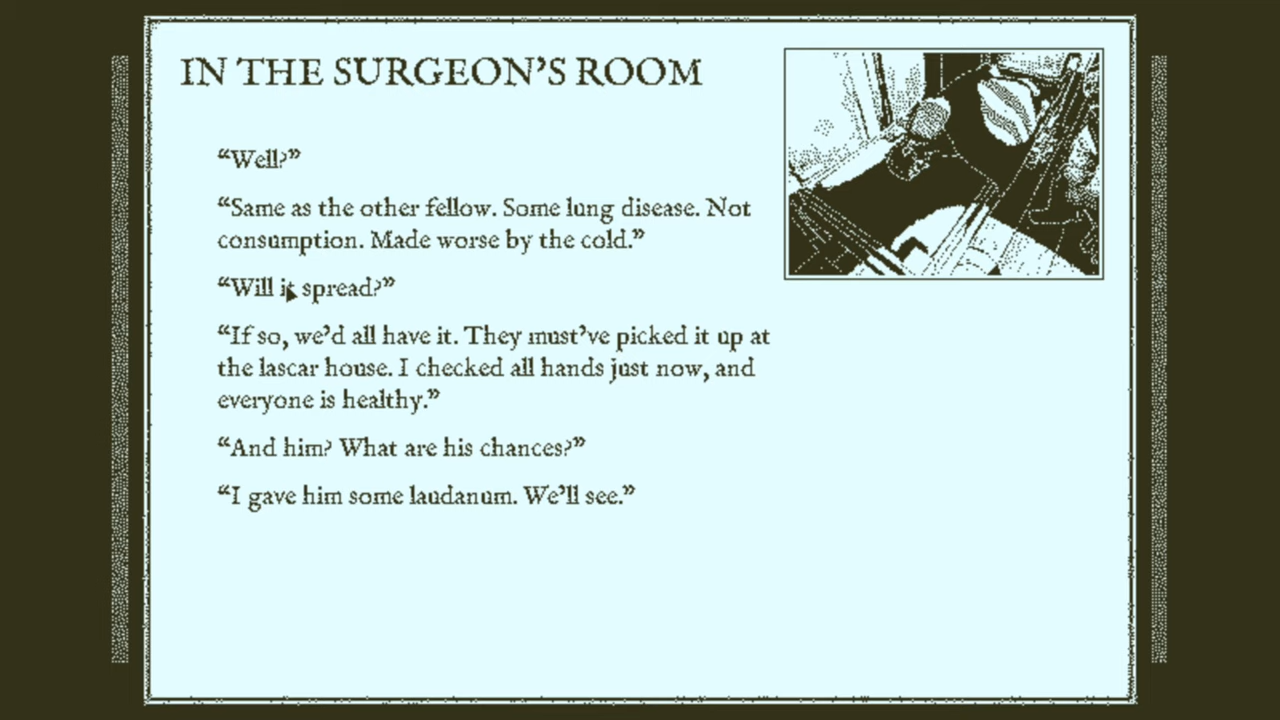 IN THE SURGEON’S ROOM
“Well?”
“Same as the other fellow. Some lung disease. Not
consumption. Made worse by the cold.”
“Will it spread?”
“If so, we’d all have it. They must’ve picked it up at
the lascar house. I checked all hands just now, and
everyone is healthy.”
“And him? What are his chances?”
“I gave him some laudanum. We’ll see.”